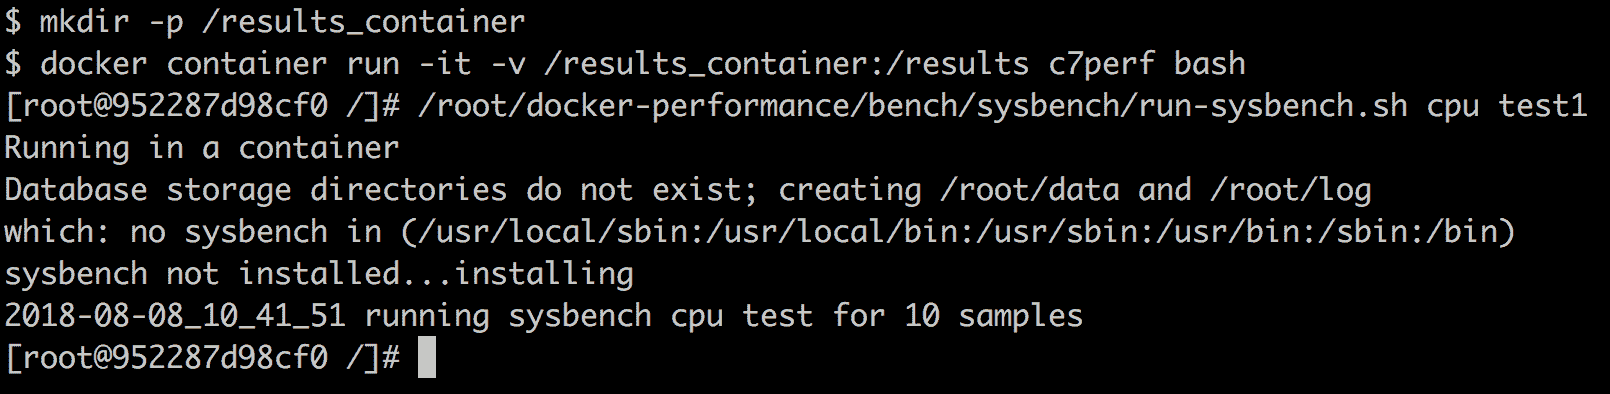 $ mkdir -p /results_container
$ docker container run -it -v /results_container:/results c7perf bash
[root@952287d98cf0 /]# /root/docker-performance/bench/sysbench/run-sysbench.sh cpu test1
Running in a container
Database storage directories do not exist; creating /root/data and /root/log
which: no sysbench in (/usr/local/sbin:/usr/local/bin:/usr/sbin:/usr/bin:/sbin:/bin)
sysbench not installed...installing
2018-08-08_10_41_51 running sysbench cpu test for 10 samples
[root@952287d98cf0 /]#